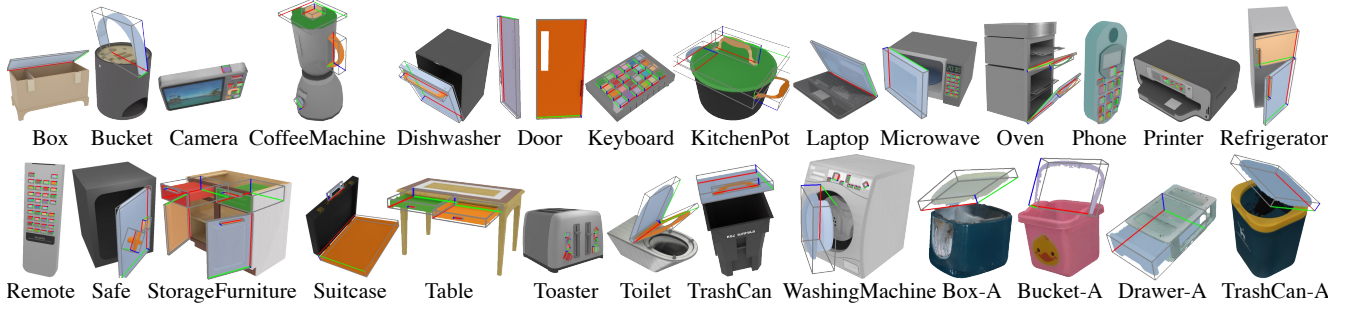 Box Bucket Camera CoffeeMachine Dishwasher Door Keyboard KitchenPot Laptop Microwave Oven Phone Printer Refrigerator
Remote Safe StorageFurniture Suitcase Table Toaster Toilet TrashCan WashingMachine Box-A Bucket-A Drawer-A TrashCan-A